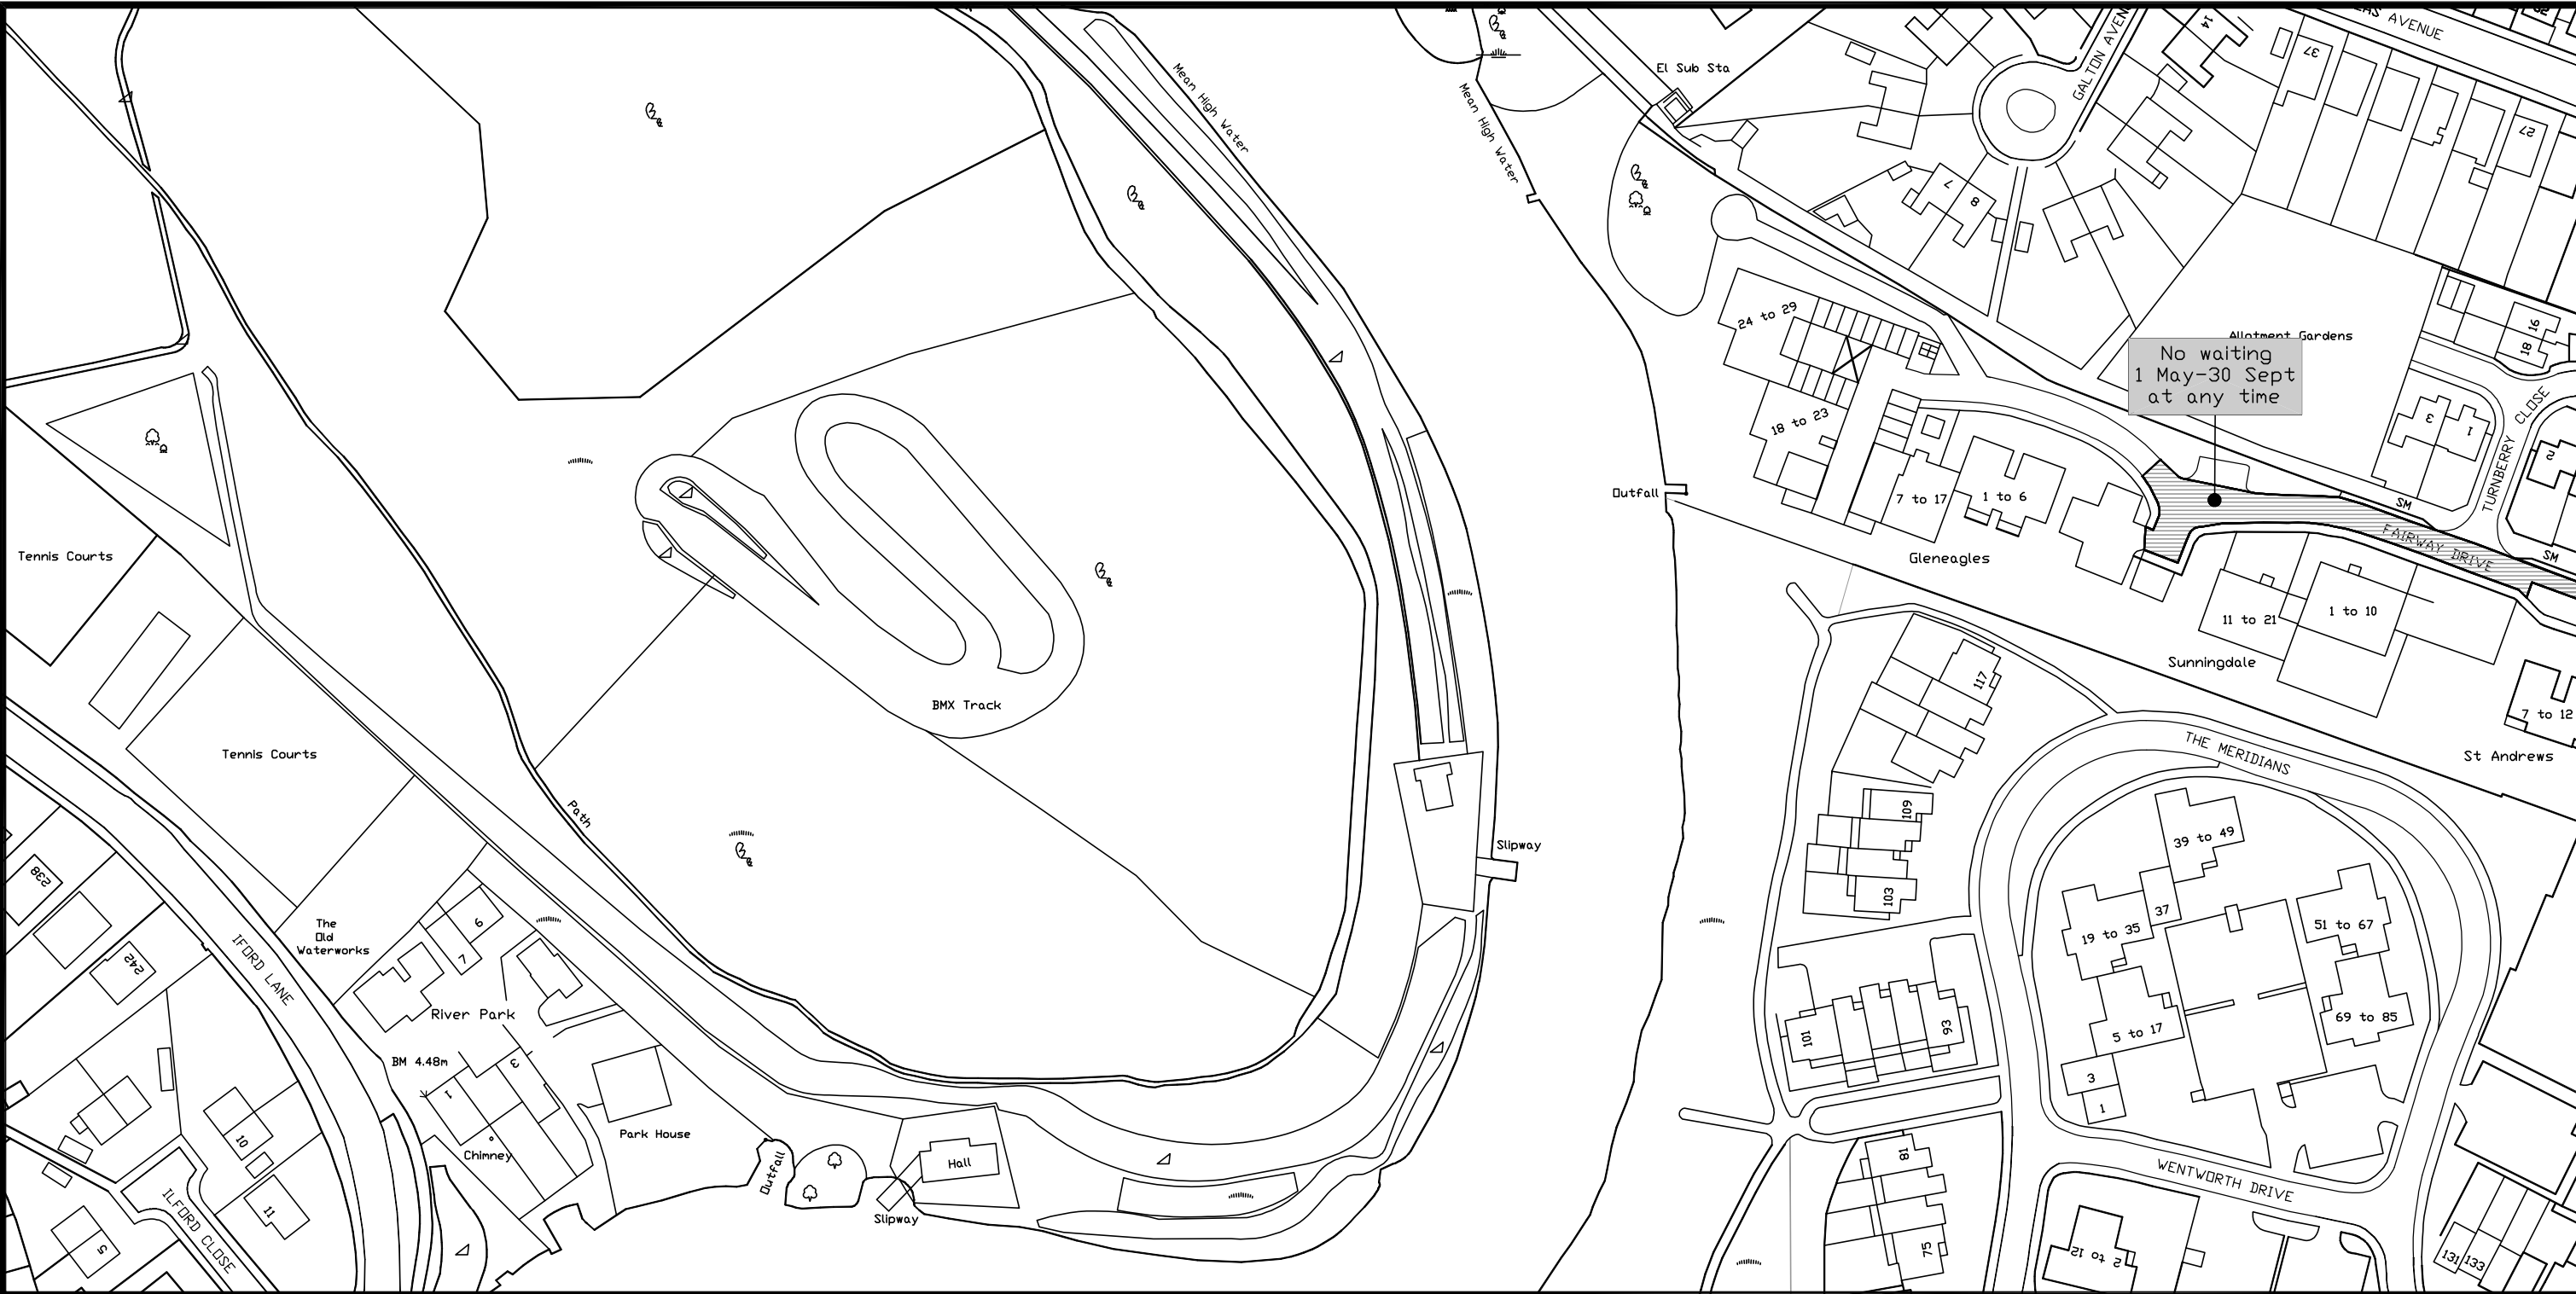 EAS AVENUE
Mean High Water
Mean High Water
El Sub Sta
GALTON AVEN
14
37
27
7
8
Allotment Gardens
No waiting
1 May-30 Sept
at any time
24 to 29
18 to 23
16
18
3
1
2
TURNBERRY CLOSE
SM
FAIRWAY DRIVE
SM
Outfall
7 to 17
1 to 6
Gleneagles
11 to 21
1 to 10
Sunningdale
7 to 12
St Andrews
Tennis Courts
BMX Track
Tennis Courts
Path
117
THE MERIDIANS
109
39 to 49
Slipway
103
37
19 to 35
51 to 67
238
242
The
Old
Waterworks
6
7
IFORD LANE
River Park
101
93
5 to 17
69 to 85
BM 4.48m
3
1
3
1
10
Chimney
Park House
Outfall
Hall
Slipway
81
WENTWORTH DRIVE
11
ILFORD CLOSE
5
75
2 to 12
131
133